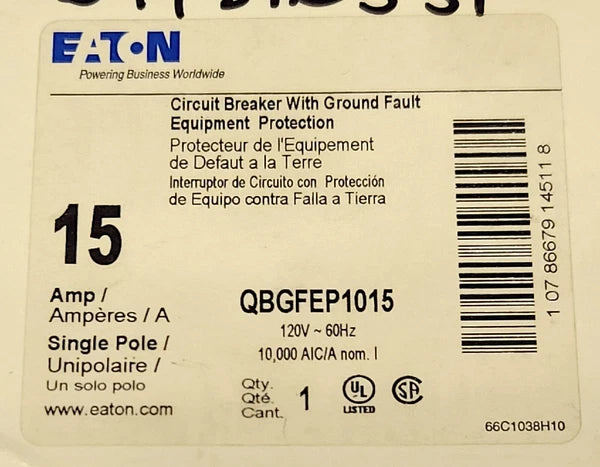 EATON
Powering Business Worldwide
Circuit Breaker With Ground Fault
Equipment Protection
Protecteur de l'Equipement
de Defaut a la Terre
Interruptor de Circuito con Protección
de Equipo contra Falla a Tierra
15
Amp /
Ampères / A
Single Pole /
Unipolaire /
Un solo polo
www.eaton.com
QBGFEP1015
120V ~ 60Hz
10,000 AIC/A nom. I
Qty.
Qté.
Cant.
1
UL
LISTED
SA
1 07 86679 14511 8
66C1038H10